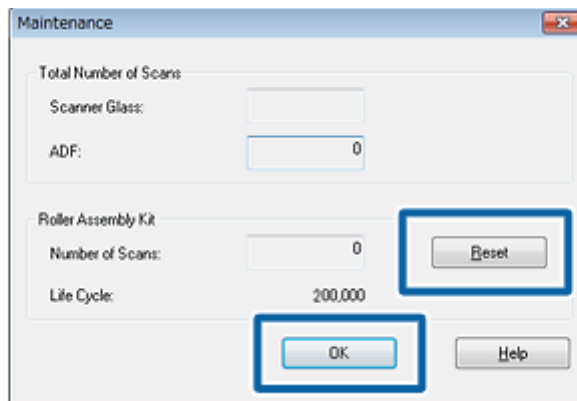 Maintenance
Total Number of Scans
Scanner Glass:
ADF: 0
Roller Assembly Kit
Number of Scans: 0 Reset
Life Cycle: 200,000
OK Help